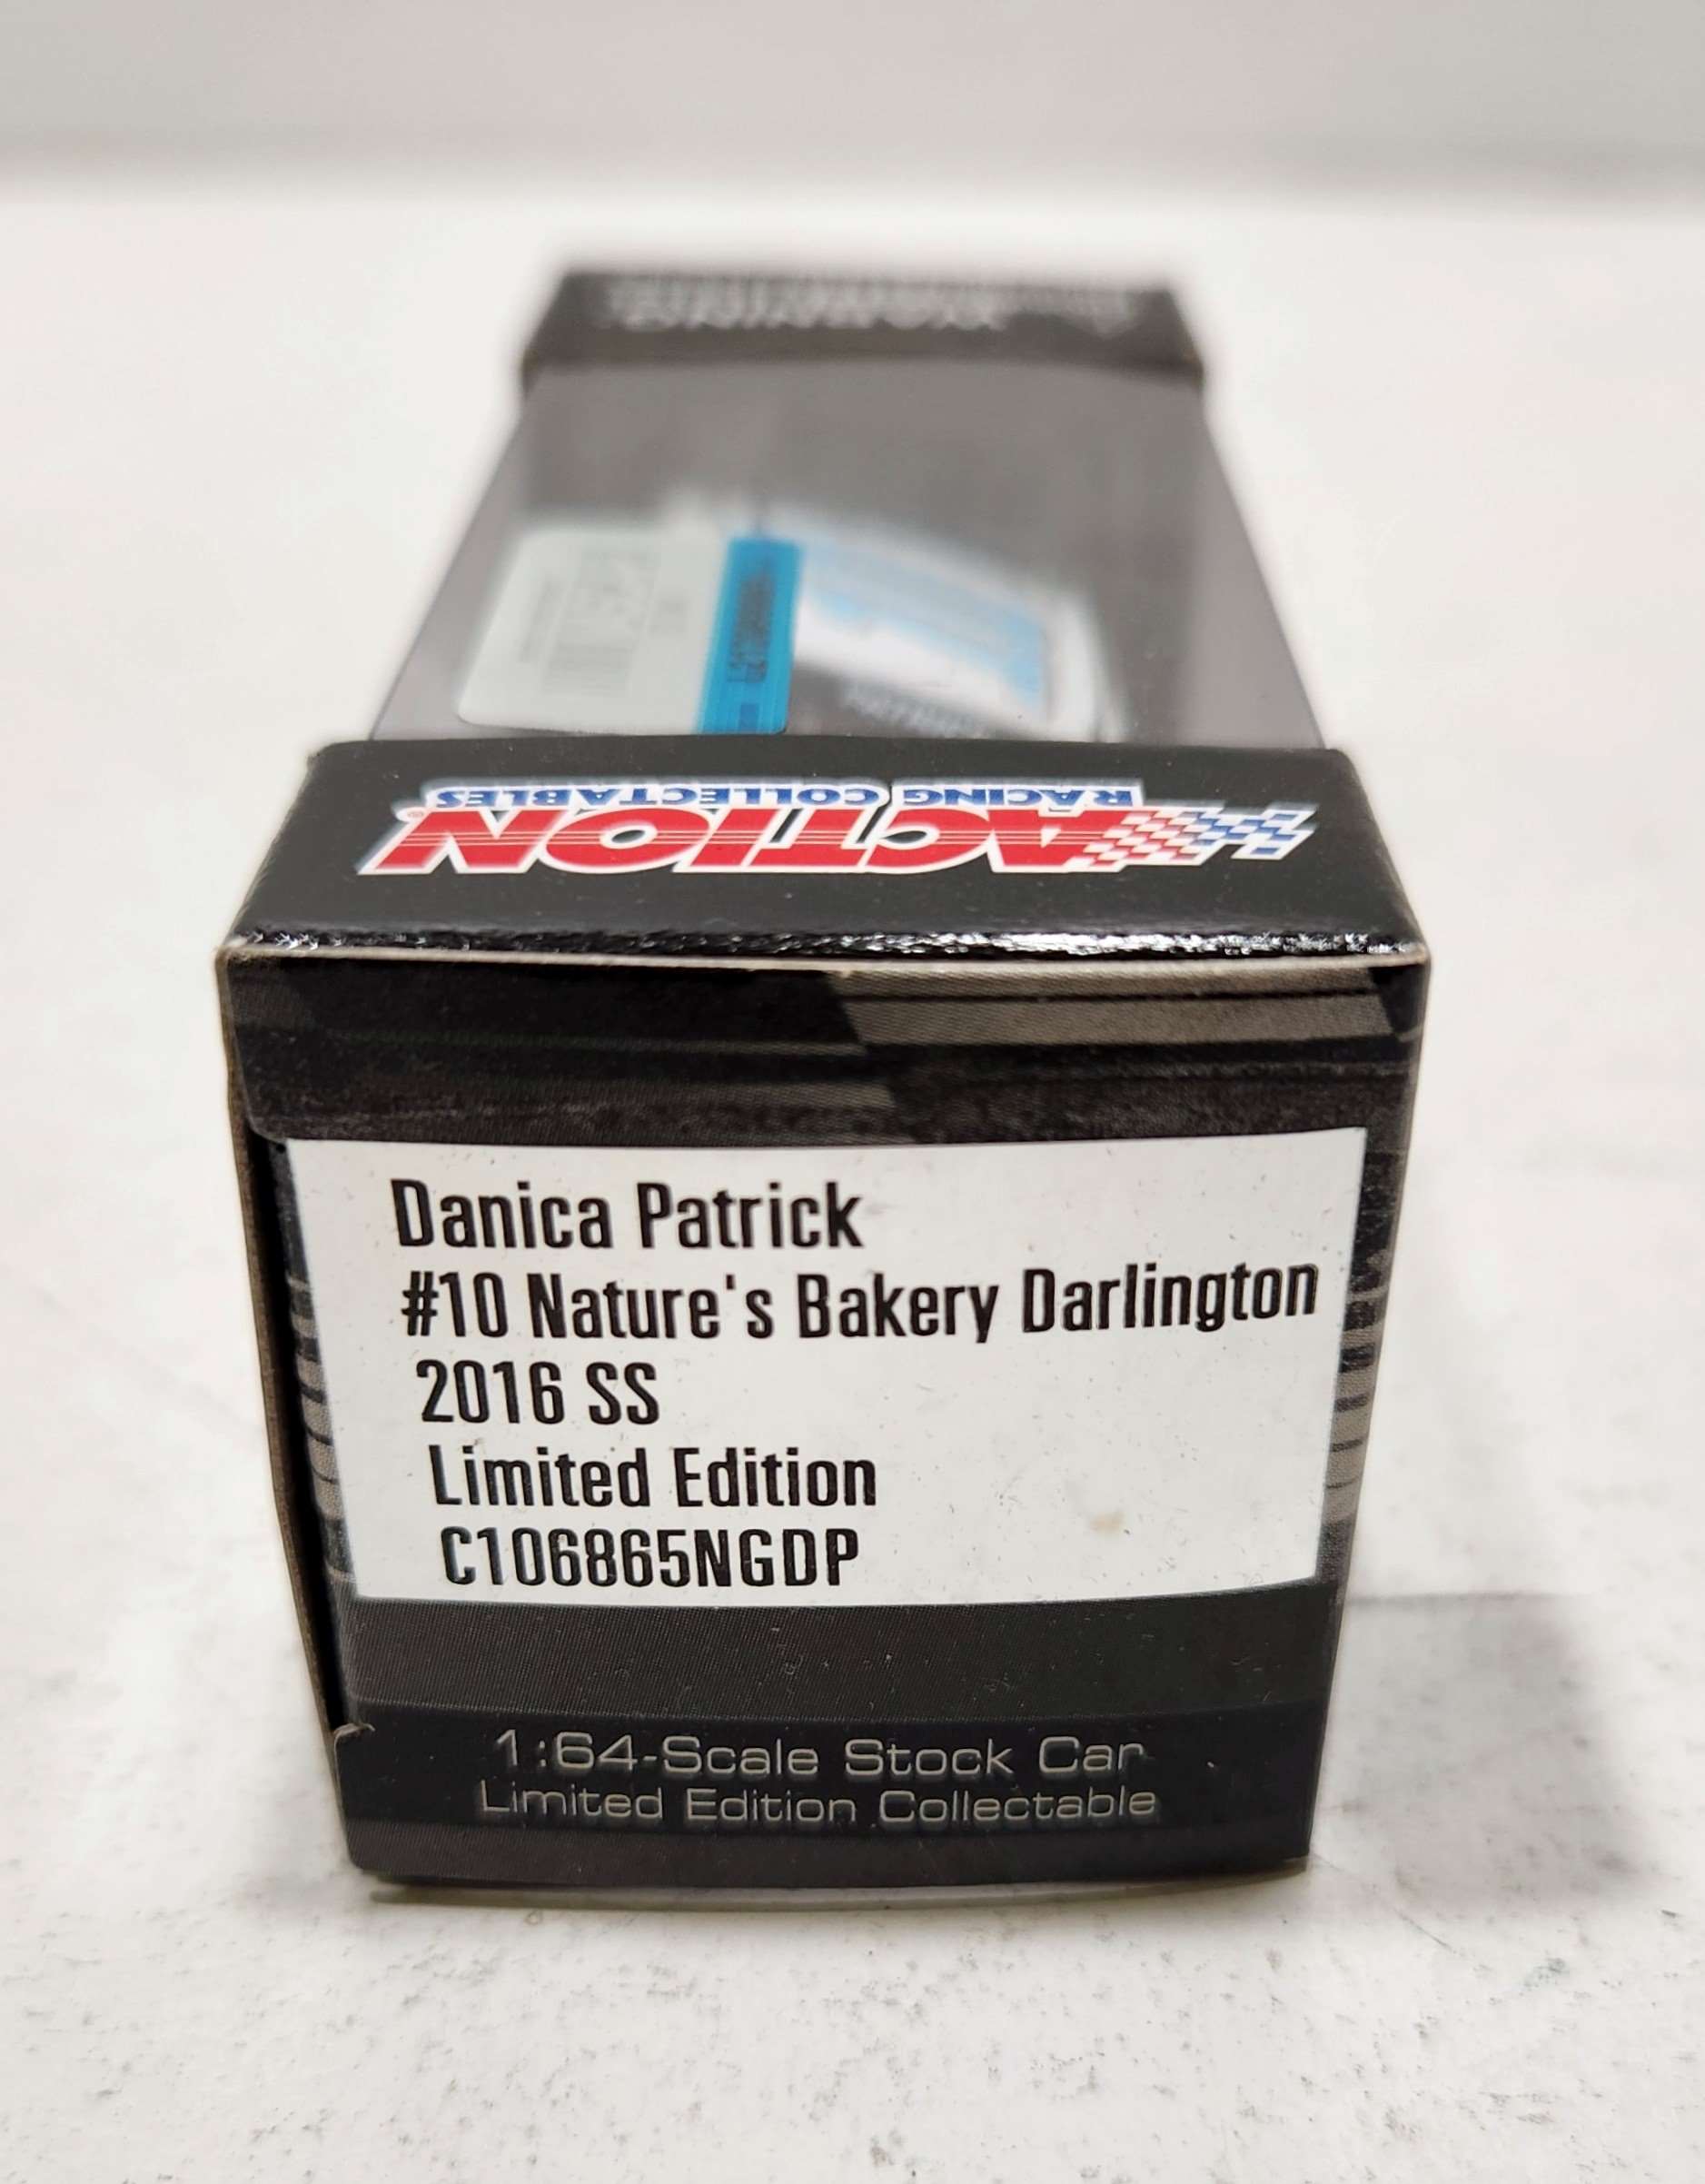 WARNING:
ACTION®
RACING COLLECTABLES
Danica Patrick
#10 Nature's Bakery Darlington
2016 SS
Limited Edition
C106865NGDP
1:64-Scale Stock Car
Limited Edition Collectable